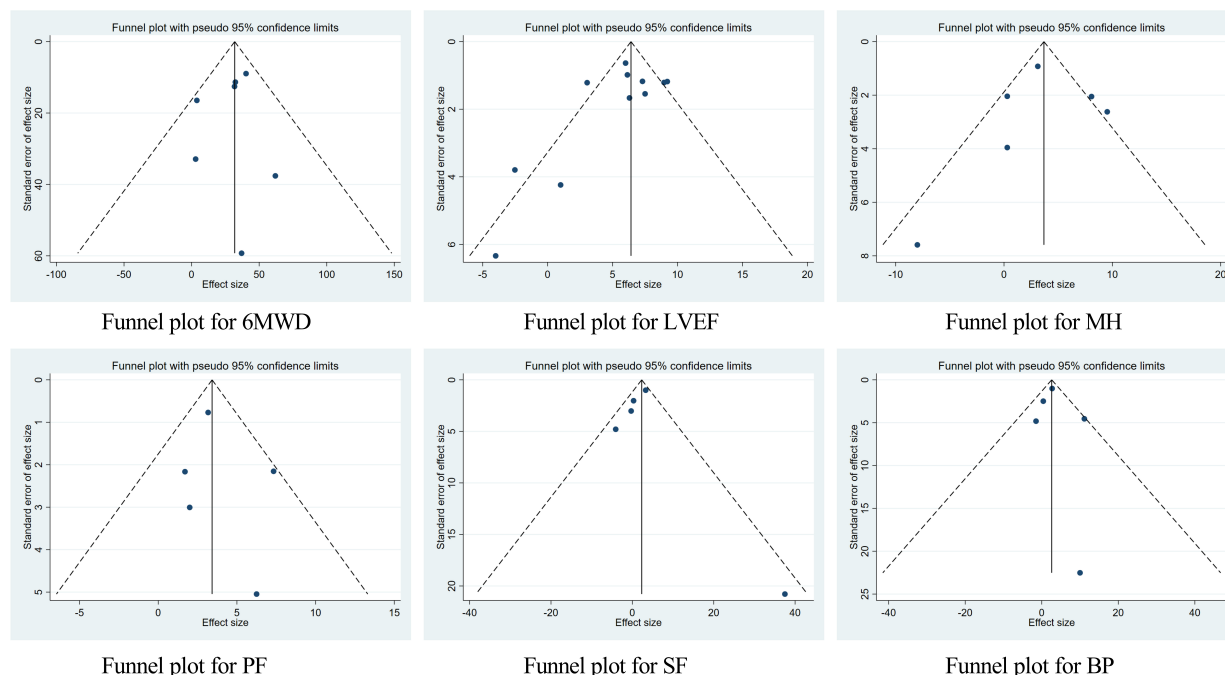 Funnel plot with pseudo 95% confidence limits
Standard error of effect size
0
20
40
60
-100
-50
0
50
100
150
Effect size
Funnel plot for 6MWD
Funnel plot with pseudo 95% confidence limits
Standard error of effect size
0
2
4
6
-5
0
5
10
15
20
Effect size
Funnel plot for LVEF
Funnel plot with pseudo 95% confidence limits
Standard error of effect size
0
2
4
6
8
-10
0
10
20
Effect size
Funnel plot for MH
Funnel plot with pseudo 95% confidence limits
Standard error of effect size
0
1
2
3
4
5
-5
0
5
10
15
Effect size
Funnel plot for PF
Funnel plot with pseudo 95% confidence limits
Standard error of effect size
0
5
10
15
20
-40
-20
0
20
40
Effect size
Funnel plot for SF
Funnel plot with pseudo 95% confidence limits
Standard error of effect size
0
5
10
15
20
25
-40
-20
0
20
40
Effect size
Funnel plot for BP